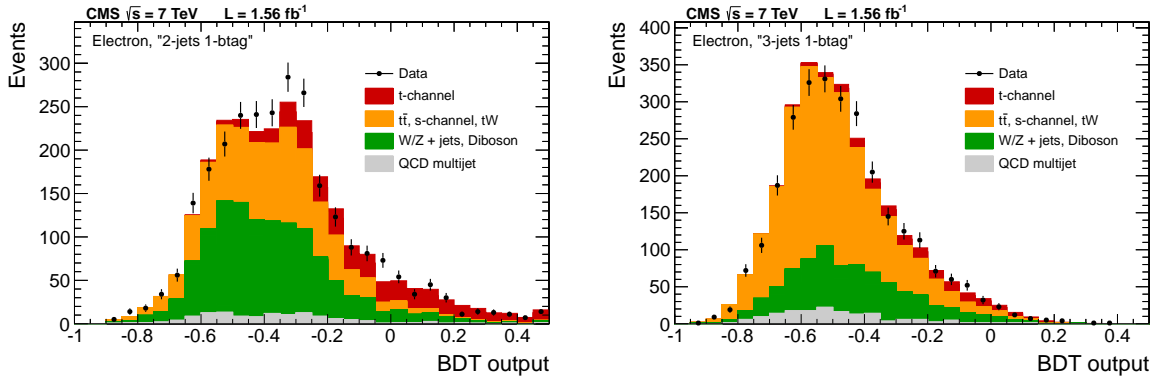 CMS √s = 7 TeV L = 1.56 fb⁻¹
Electron, "2-jets 1-btag"
Events
300
250
200
150
100
50
0
Data
t-channel
tt̄, s-channel, tW
W/Z + jets, Diboson
QCD multijet
-1 -0.8 -0.6 -0.4 -0.2 0 0.2 0.4
BDT output
CMS √s = 7 TeV L = 1.56 fb⁻¹
Electron, "3-jets 1-btag"
Events
400
350
300
250
200
150
100
50
0
Data
t-channel
tt̄, s-channel, tW
W/Z + jets, Diboson
QCD multijet
-1 -0.8 -0.6 -0.4 -0.2 0 0.2 0.4
BDT output